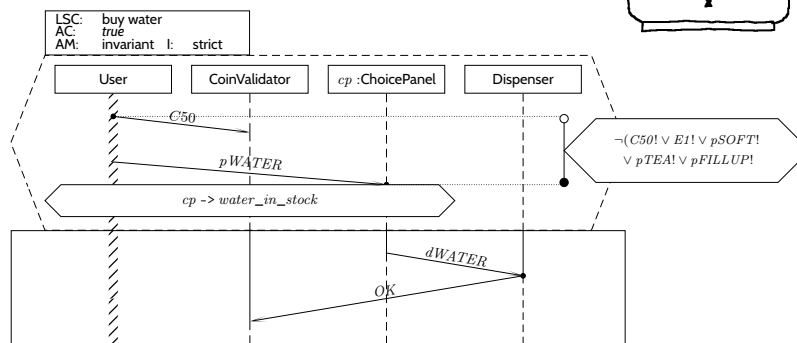 LSC: buy water
AC: true
AM: invariant I: strict
User
CoinValidator
cp :ChoicePanel
Dispenser
C50
¬(C50! ∨ E1! ∨ pSOFT!
∨ pTEA! ∨ pFILLUP!
pWATER
cp -> water_in_stock
dWATER
OK